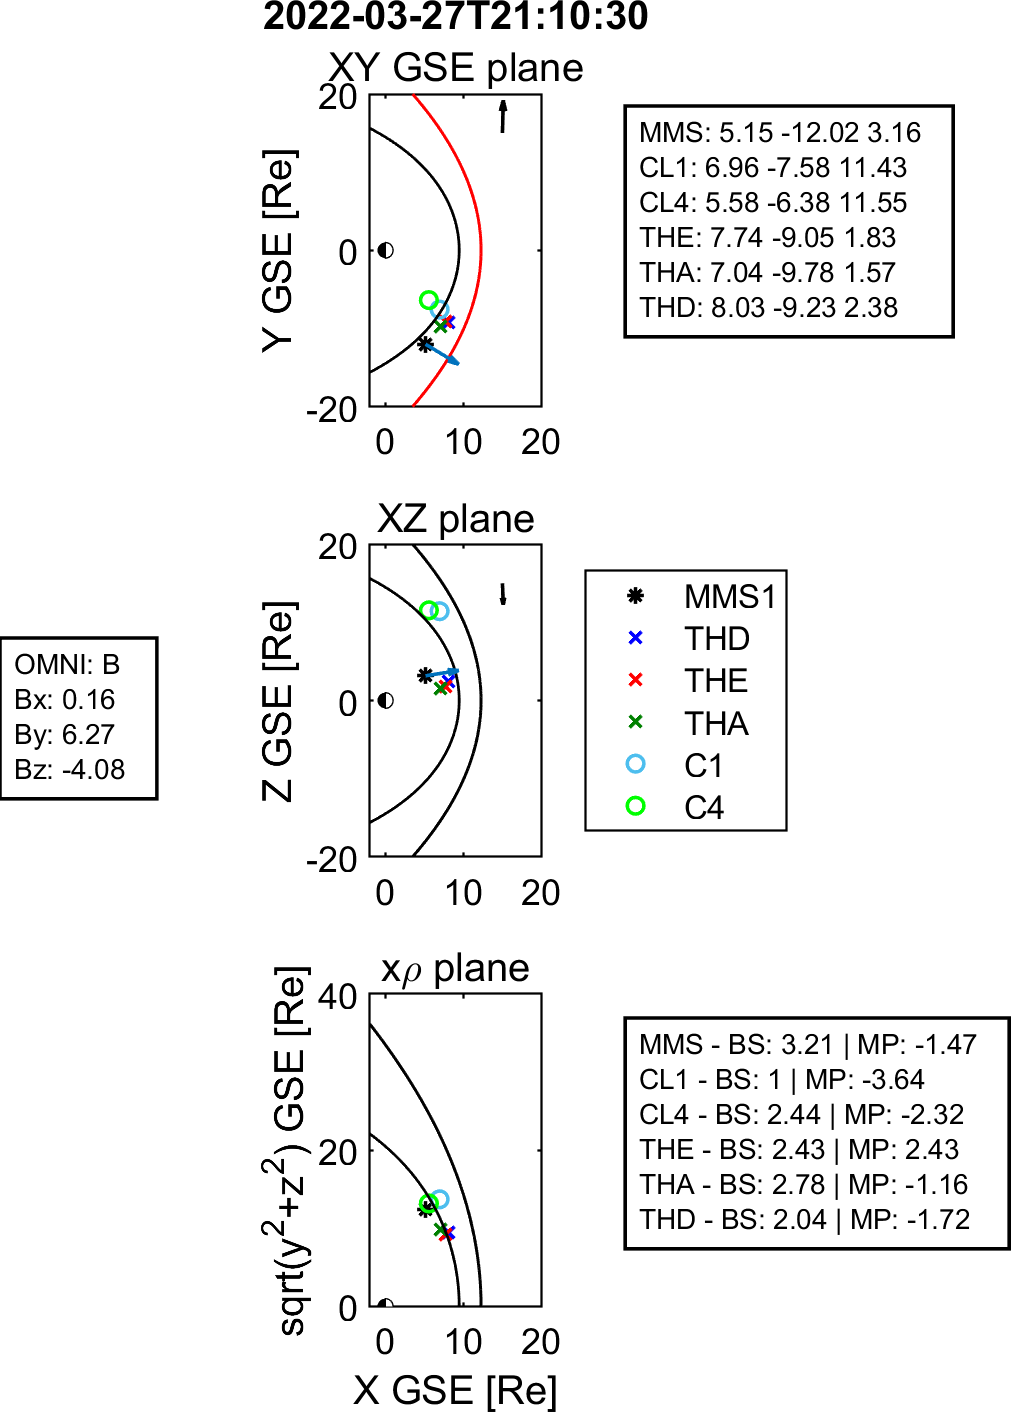 2022-03-27T21:10:30
XY GSE plane
20
0
-20
Y GSE [Re]
0 10 20
MMS: 5.15 -12.02 3.16
CL1: 6.96 -7.58 11.43
CL4: 5.58 -6.38 11.55
THE: 7.74 -9.05 1.83
THA: 7.04 -9.78 1.57
THD: 8.03 -9.23 2.38
XZ plane
20
0
-20
Z GSE [Re]
0 10 20
OMNI: B
Bx: 0.16
By: 6.27
Bz: -4.08
MMS1
THD
THE
THA
C1
C4
xρ plane
40
20
0
sqrt(y²+z²) GSE [Re]
0 10 20
X GSE [Re]
MMS - BS: 3.21 | MP: -1.47
CL1 - BS: 1 | MP: -3.64
CL4 - BS: 2.44 | MP: -2.32
THE - BS: 2.43 | MP: 2.43
THA - BS: 2.78 | MP: -1.16
THD - BS: 2.04 | MP: -1.72